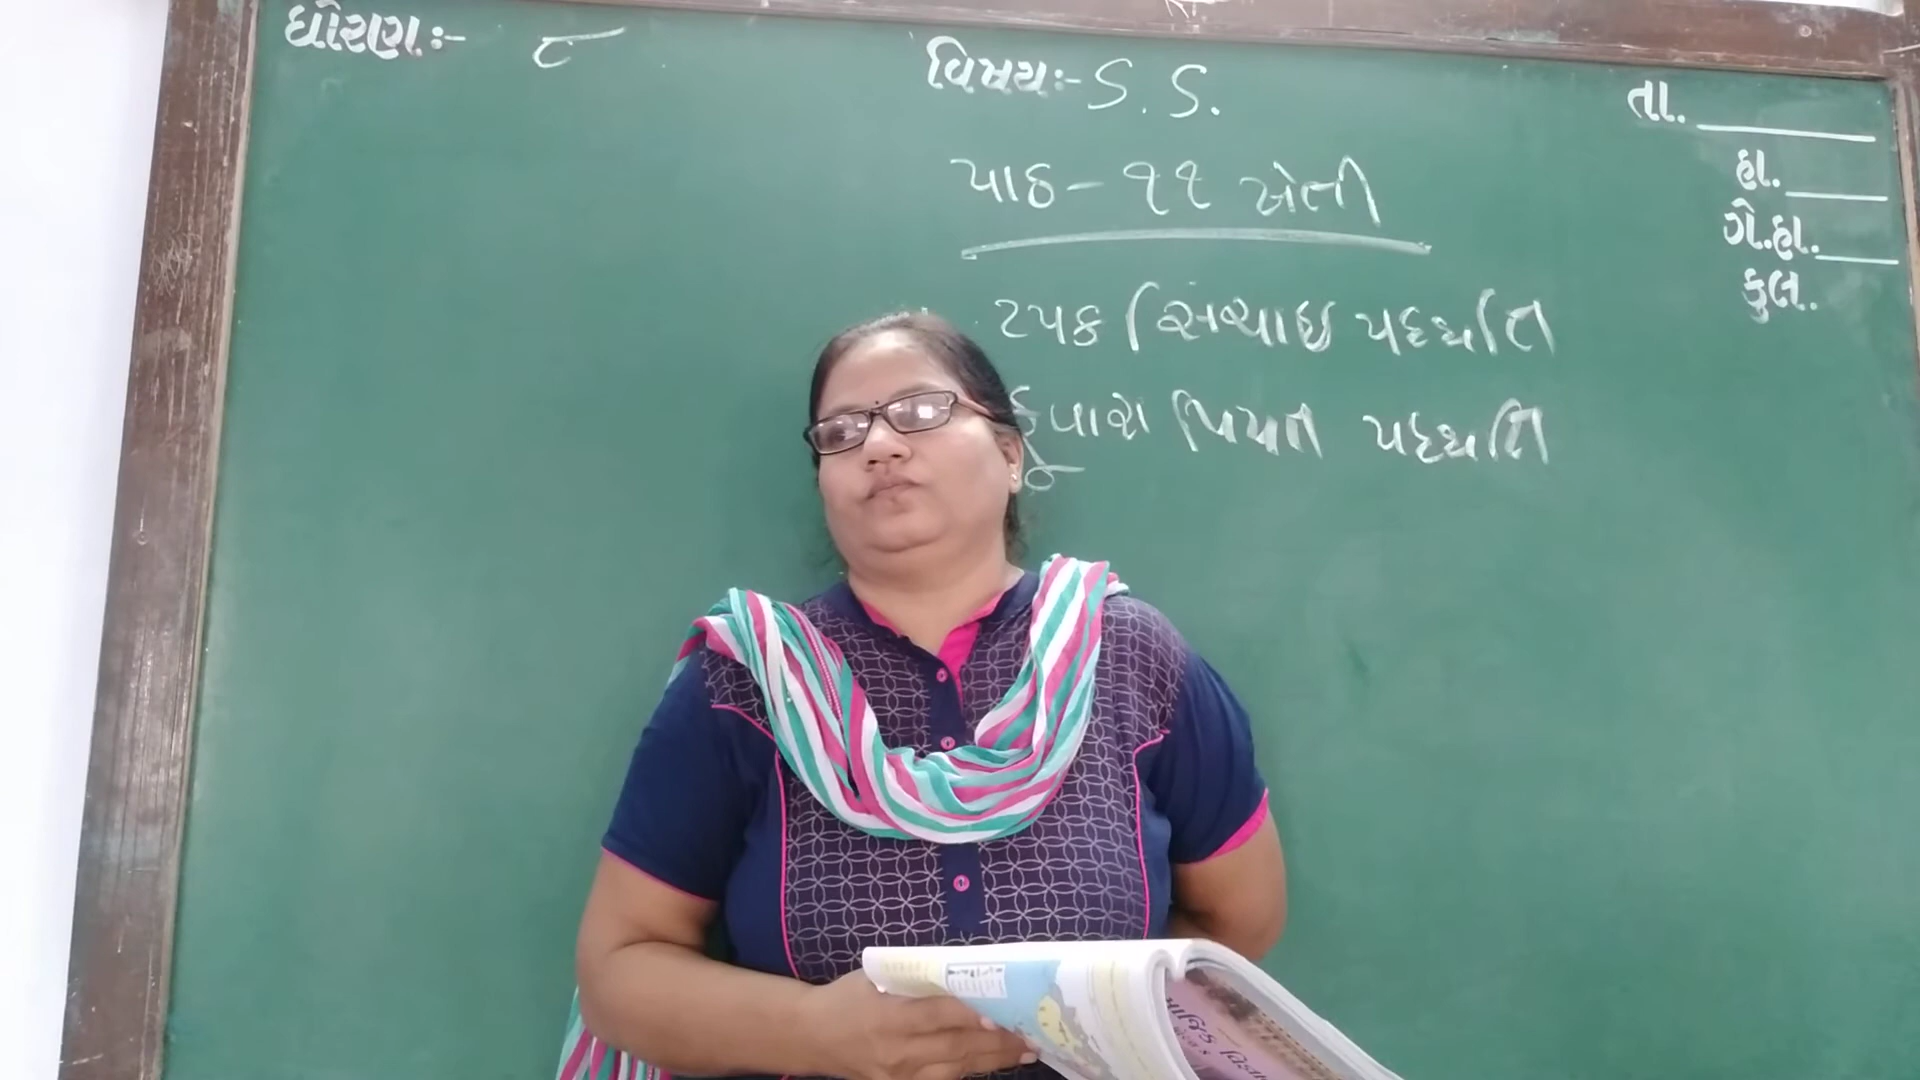 ધોરણ:- ૮
વિષય:- S. S.
તા.
હા.
ગે.હા.
કુલ.
પાઠ - ૧૧ ખેતી
ટપક સિંચાઇ પદ્ધતિ
ફૂવારા પિયત પદ્ધતિ